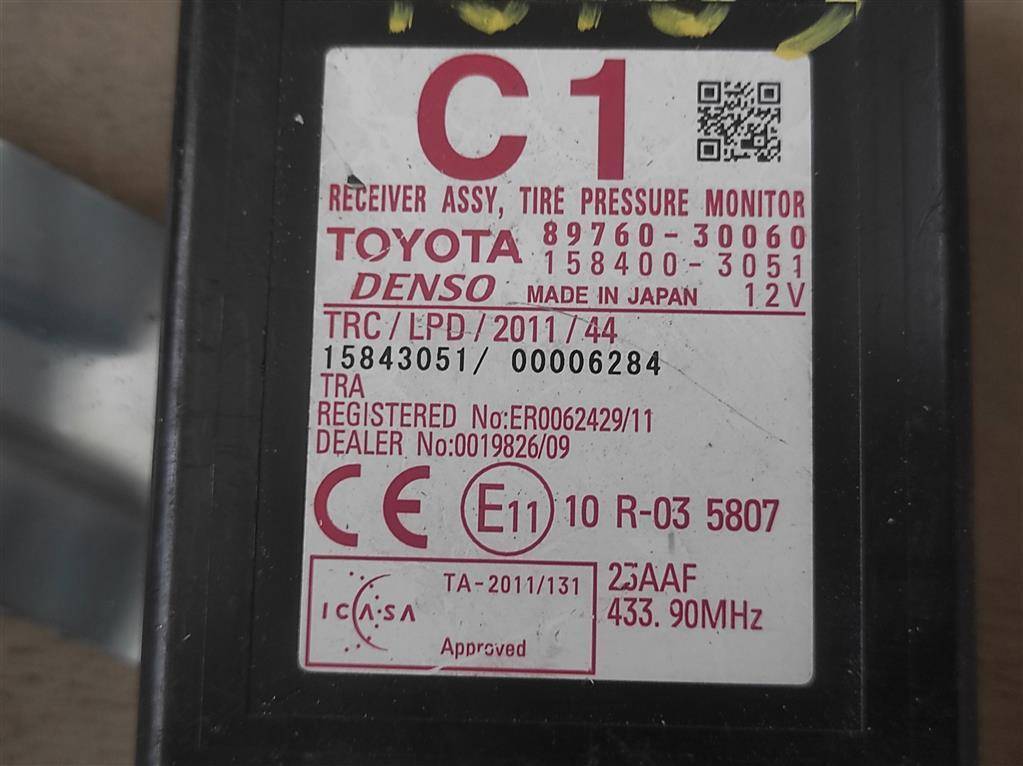 C1
RECEIVER ASSY, TIRE PRESSURE MONITOR
TOYOTA 89760-30060
158400-3051
DENSO MADE IN JAPAN 12V
TRC/LPD/2011/44
15843051/ 00006284
TRA
REGISTERED No:ER0062429/11
DEALER No:0019826/09
CE E11 10 R-03 5807
TA-2011/131
ICASA
Approved
25AAF
433.90MHz